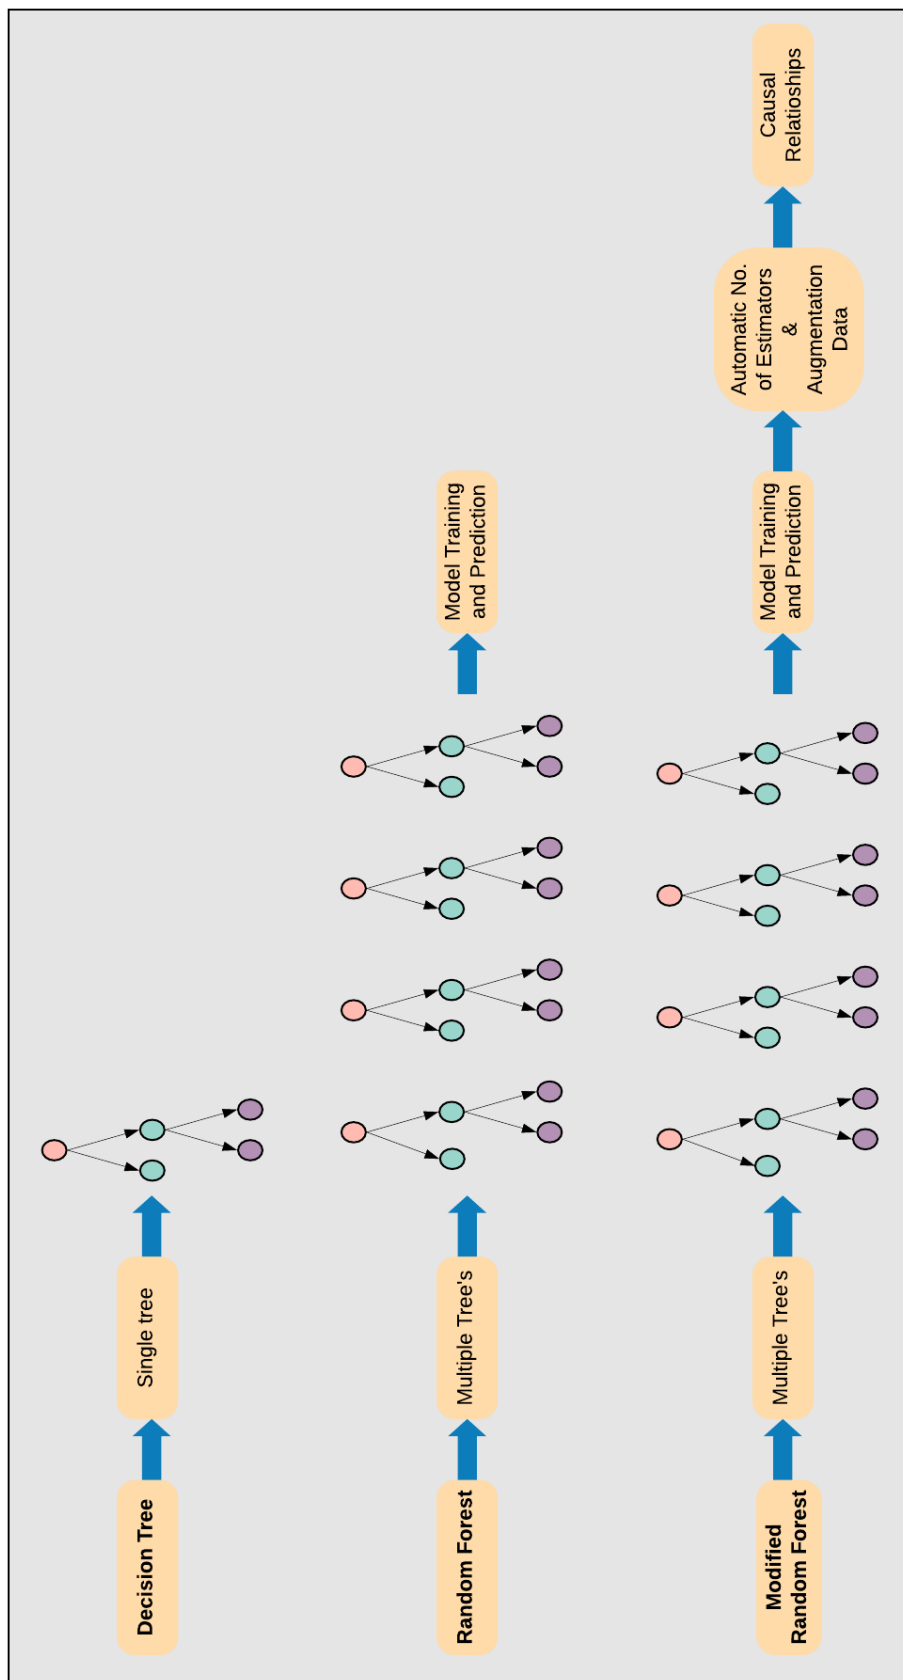 Decision Tree
Single tree
Random Forest
Multiple Tree's
Model Training
and Prediction
Modified
Random Forest
Multiple Tree's
Model Training
and Prediction
Automatic No.
of Estimators
&
Augmentation
Data
Causal
Relatioships